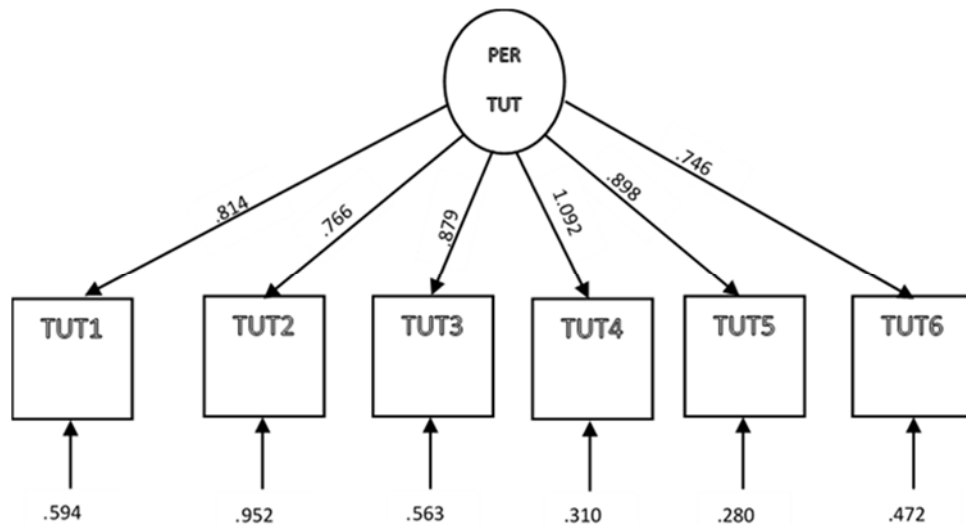 PER
TUT
.814
.766
.879
1.092
.898
.746
TUT1
TUT2
TUT3
TUT4
TUT5
TUT6
.594
.952
.563
.310
.280
.472